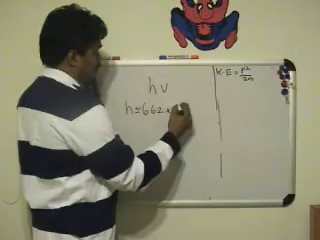 hν
h=6.62 x
K·E = p²/2m